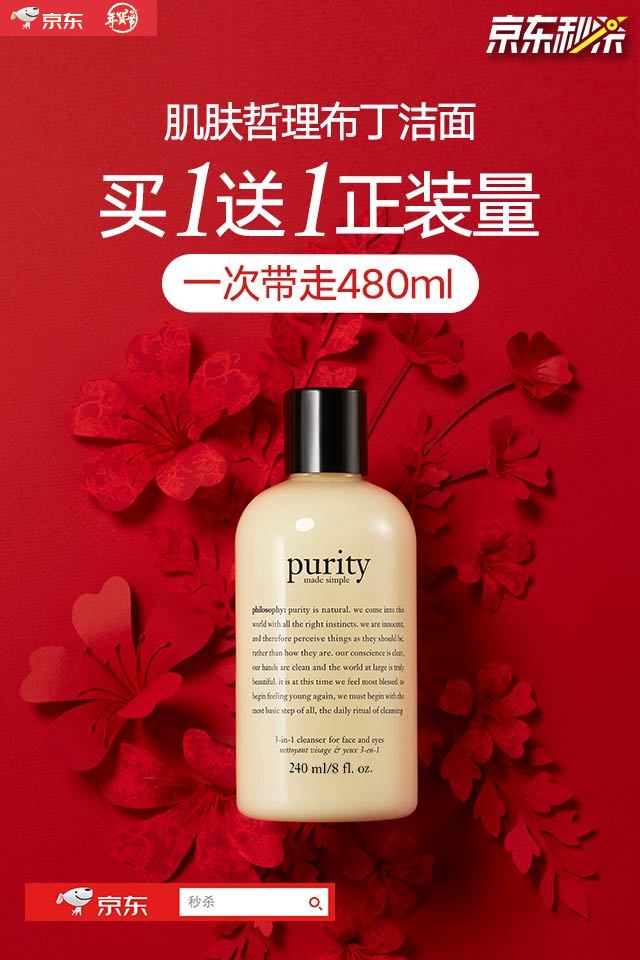 京东 年货节
京东秒杀
肌肤哲理布丁洁面
买1送1正装量
一次带走480ml
purity
made simple
philosophy: purity is natural. we come into this
world with all the right instincts. we are innocent,
and therefore perceive things as they should be,
rather than how they are. our conscience is clear,
our hands are clean and the world at large is truly
beautiful. it is at this time we feel most blessed. to
begin feeling young again, we must begin with the
most basic step of all, the daily ritual of cleansing
3-in-1 cleanser for face and eyes
nettoyant visage & yeux 3-en-1
240 ml/8 fl. oz.
京东 秒杀